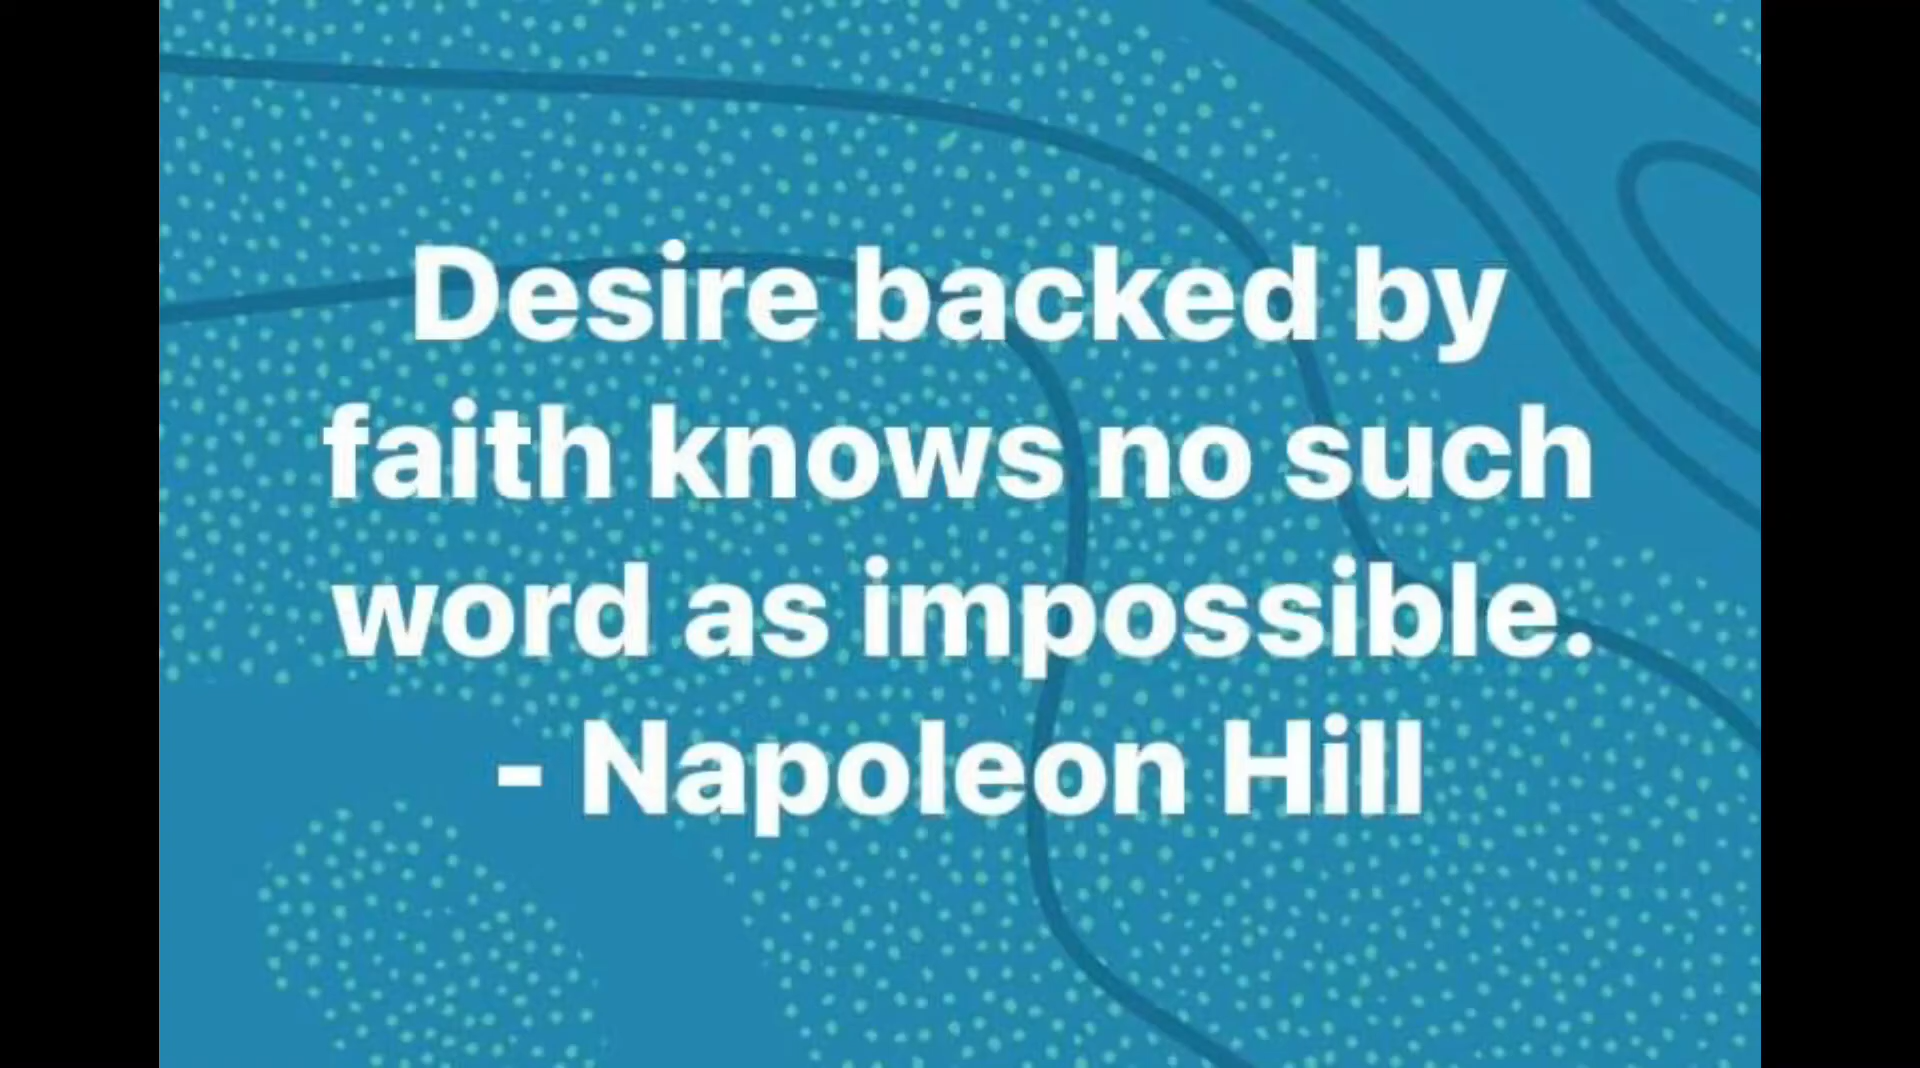 Desire backed by
faith knows no such
word as impossible.
- Napoleon Hill